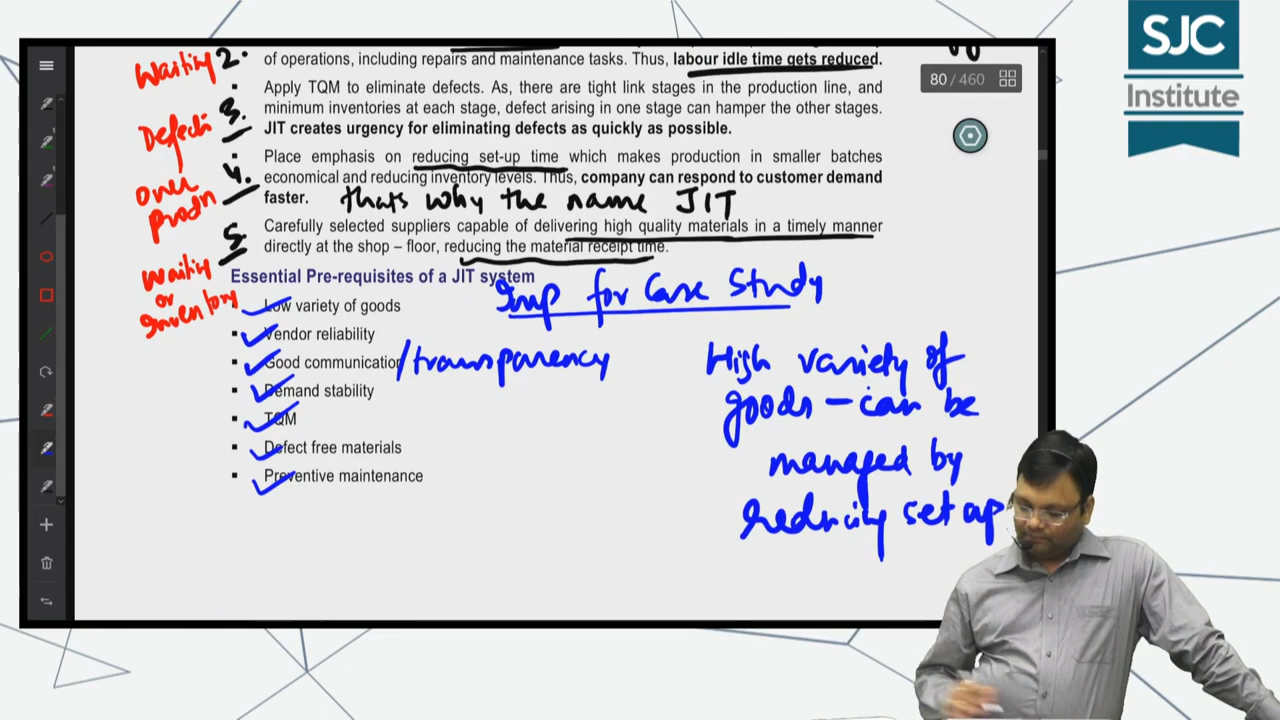 of operations, including repairs and maintenance tasks. Thus, labour idle time gets reduced.
Waiting 2.
Apply TQM to eliminate defects. As, there are tight link stages in the production line, and
minimum inventories at each stage, defect arising in one stage can hamper the other stages.
JIT creates urgency for eliminating defects as quickly as possible.
3.
Place emphasis on reducing set-up time which makes production in smaller batches
economical and reducing inventory levels. Thus, company can respond to customer demand
faster. thats why the name JIT
4.
Over
Prodn
Carefully selected suppliers capable of delivering high quality materials in a timely manner
directly at the shop – floor, reducing the material receipt time.
5.
Waiting
or
Inventory
Essential Pre-requisites of a JIT system
Imp for Case Study
Low variety of goods
Vendor reliability
Good communication/transparency
Demand stability
TQM
Defect free materials
Preventive maintenance
High variety of
goods – can be
managed by
reducing set up
80 / 460
SJC
Institute